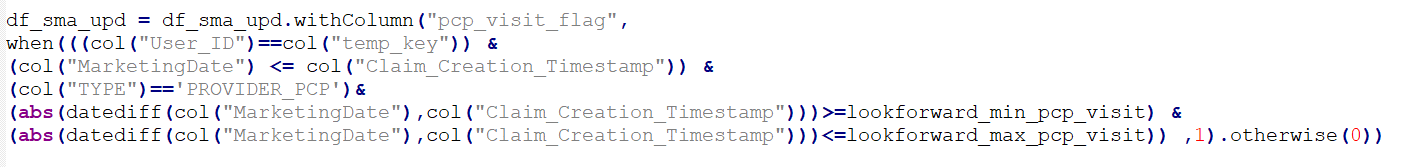 df_sma_upd = df_sma_upd.withColumn("pcp_visit_flag",
when(((col("User_ID")==col("temp_key")) &
(col("MarketingDate") <= col("Claim_Creation_Timestamp")) &
(col("TYPE")=='PROVIDER_PCP')&
(abs(datediff(col("MarketingDate"),col("Claim_Creation_Timestamp")))>=lookforward_min_pcp_visit) &
(abs(datediff(col("MarketingDate"),col("Claim_Creation_Timestamp")))<=lookforward_max_pcp_visit)) ,1).otherwise(0))